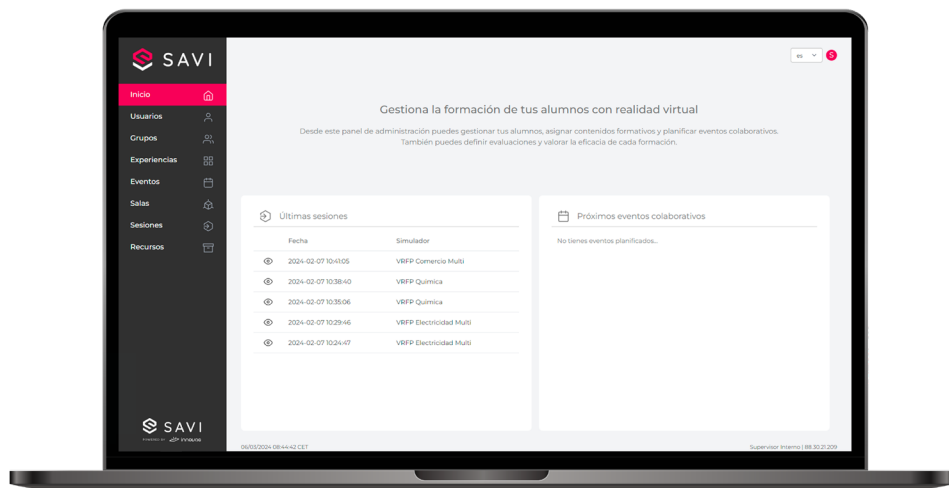 SAVI
es
S
Inicio
Usuarios
Grupos
Experiencias
Eventos
Salas
Sesiones
Recursos
Gestiona la formación de tus alumnos con realidad virtual
Desde este panel de administración puedes gestionar tus alumnos, asignar contenidos formativos y planificar eventos colaborativos.
También puedes definir evaluaciones y valorar la eficacia de cada formación.
Últimas sesiones
Fecha Simulador
2024-02-07 10:41:05 VRFP Comercio Multi
2024-02-07 10:38:40 VRFP Química
2024-02-07 10:35:06 VRFP Química
2024-02-07 10:29:46 VRFP Electricidad Multi
2024-02-07 10:24:47 VRFP Electricidad Multi
Próximos eventos colaborativos
No tienes eventos planificados...
SAVI
POWERED BY innovae
06/03/2024 08:44:42 CET
Supervisor Interno | 88.30.21.209